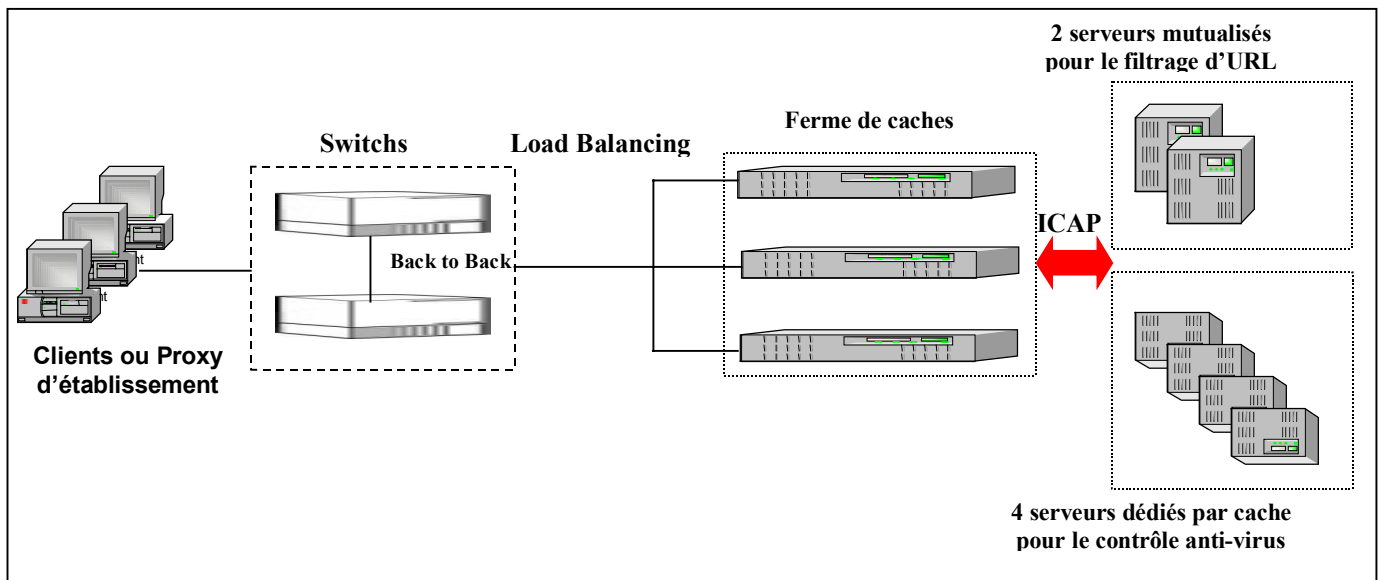 2 serveurs mutualisés
pour le filtrage d'URL
Switchs
Load Balancing
Ferme de caches
ICAP
Back to Back
Clients ou Proxy
d'établissement
4 serveurs dédiés par cache
pour le contrôle anti-virus